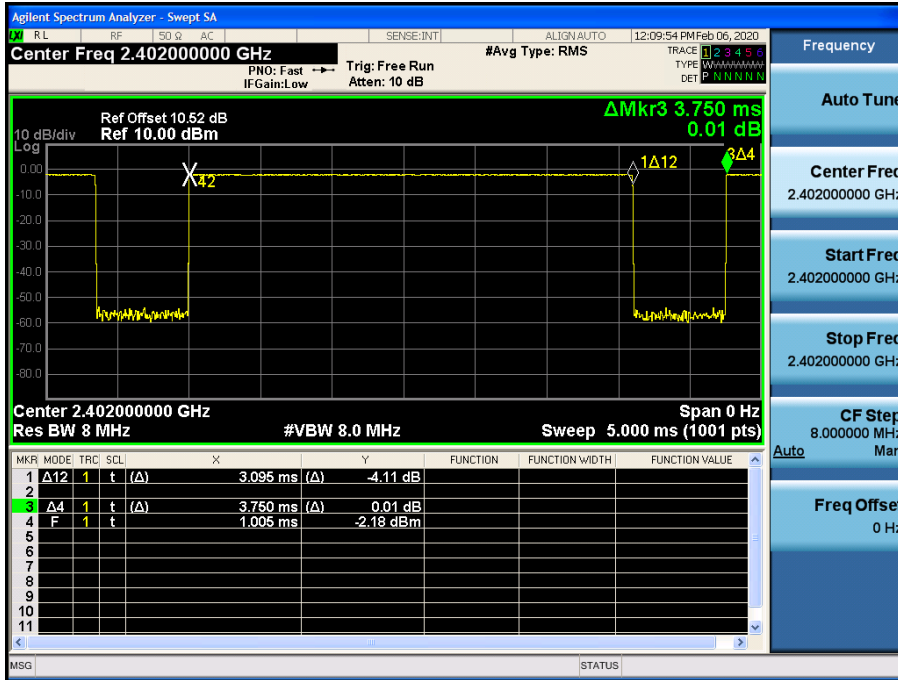 Agilent Spectrum Analyzer - Swept SA
LXI RL RF 50 Ω AC SENSE:INT ALIGNAUTO 12:09:54 PM Feb 06, 2020
Center Freq 2.402000000 GHz
#Avg Type: RMS
TRACE 1 2 3 4 5 6
TYPE WWWWWW
DET P N N N N N
PNO: Fast
IFGain:Low
Trig: Free Run
Atten: 10 dB
ΔMkr3 3.750 ms
0.01 dB
Ref Offset 10.52 dB
10 dB/div Ref 10.00 dBm
Log
0.00
-10.0
-20.0
-30.0
-40.0
-50.0
-60.0
-70.0
-80.0
X42
1Δ12
3Δ4
Center 2.402000000 GHz Span 0 Hz
Res BW 8 MHz #VBW 8.0 MHz Sweep 5.000 ms (1001 pts)
MKR MODE TRC SCL X Y FUNCTION FUNCTION WIDTH FUNCTION VALUE
1 Δ12 1 t (Δ) 3.095 ms (Δ) -4.11 dB
2
3 Δ4 1 t (Δ) 3.750 ms (Δ) 0.01 dB
4 F 1 t 1.005 ms -2.18 dBm
5
6
7
8
9
10
11
MSG STATUS
Frequency
Auto Tune
Center Freq
2.402000000 GHz
Start Freq
2.402000000 GHz
Stop Freq
2.402000000 GHz
CF Step
8.000000 MHz
Auto Man
Freq Offset
0 Hz